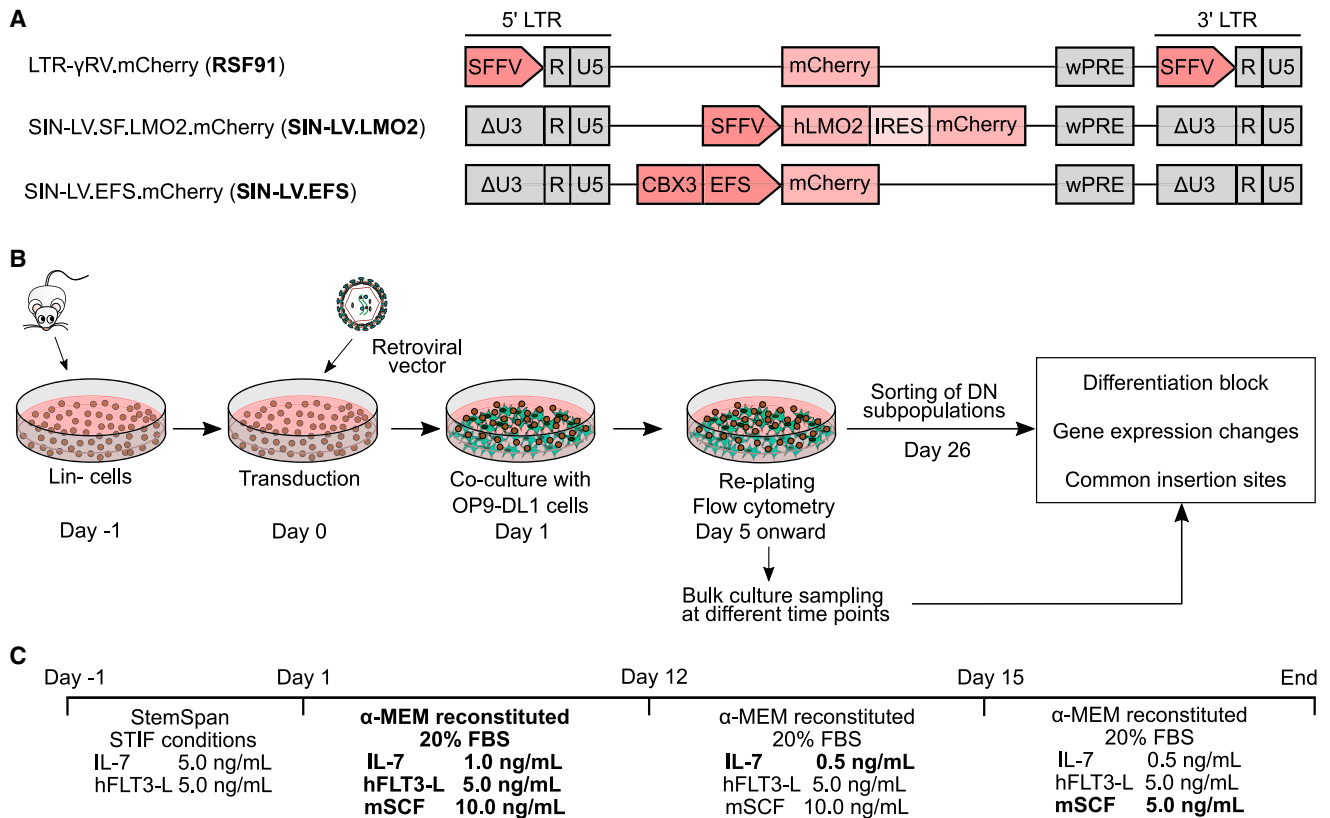 A
5' LTR
3' LTR
LTR-γRV.mCherry (RSF91)
SFFV R U5 mCherry wPRE SFFV R U5
SIN-LV.SF.LMO2.mCherry (SIN-LV.LMO2)
ΔU3 R U5 SFFV hLMO2 IRES mCherry wPRE ΔU3 R U5
SIN-LV.EFS.mCherry (SIN-LV.EFS)
ΔU3 R U5 CBX3 EFS mCherry wPRE ΔU3 R U5
B
Retroviral
vector
Lin- cells
Day -1
Transduction
Day 0
Co-culture with
OP9-DL1 cells
Day 1
Re-plating
Flow cytometry
Day 5 onward
Bulk culture sampling
at different time points
Sorting of DN
subpopulations
Day 26
Differentiation block
Gene expression changes
Common insertion sites
C
Day -1 Day 1 Day 12 Day 15 End
StemSpan
STIF conditions
IL-7 5.0 ng/mL
hFLT3-L 5.0 ng/mL
α-MEM reconstituted
20% FBS
IL-7 1.0 ng/mL
hFLT3-L 5.0 ng/mL
mSCF 10.0 ng/mL
α-MEM reconstituted
20% FBS
IL-7 0.5 ng/mL
hFLT3-L 5.0 ng/mL
mSCF 10.0 ng/mL
α-MEM reconstituted
20% FBS
IL-7 0.5 ng/mL
hFLT3-L 5.0 ng/mL
mSCF 5.0 ng/mL